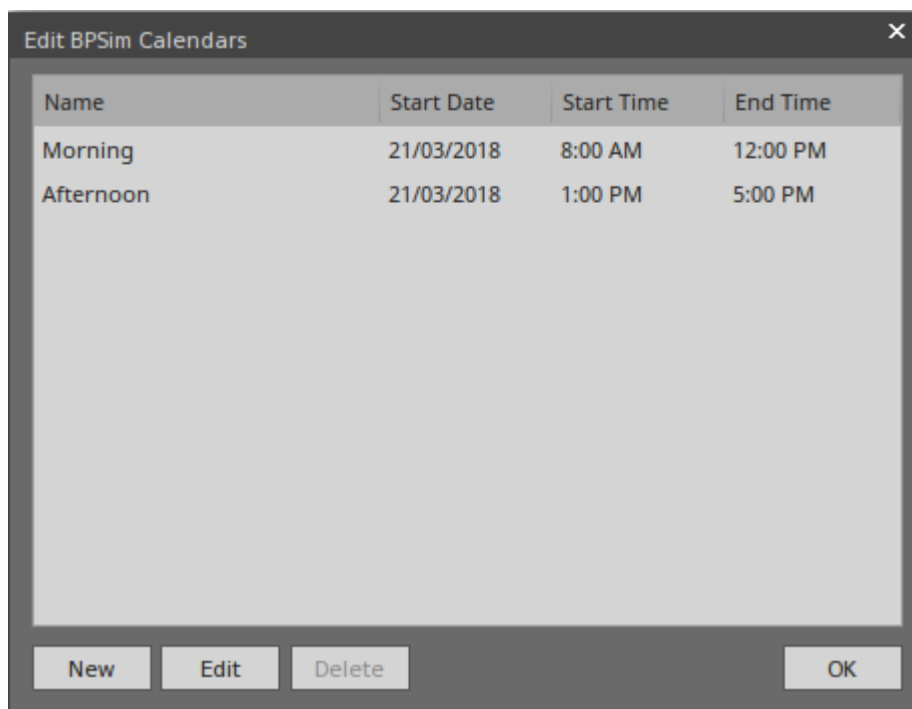 Edit BPSim Calendars
Name Start Date Start Time End Time
Morning 21/03/2018 8:00 AM 12:00 PM
Afternoon 21/03/2018 1:00 PM 5:00 PM
New Edit Delete OK